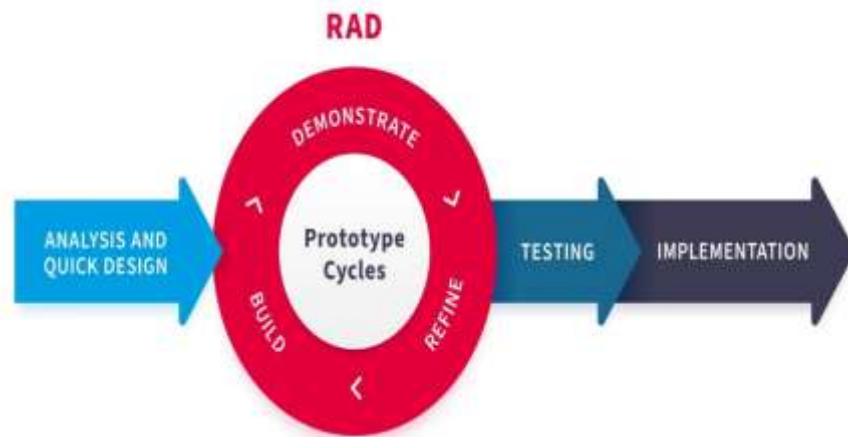 RAD
ANALYSIS AND
QUICK DESIGN
DEMONSTRATE
Prototype
Cycles
BUILD
REFINE
TESTING
IMPLEMENTATION